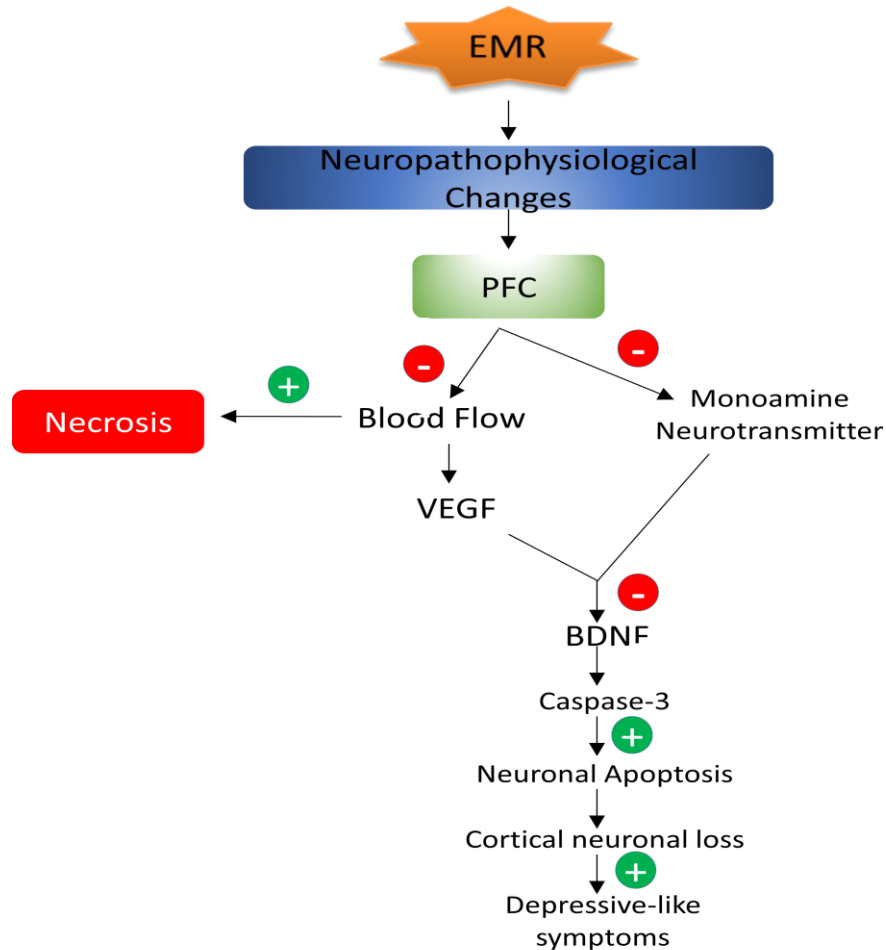 EMR
Neuropathophysiological
Changes
PFC
-
-
+
Necrosis
Blood Flow
Monoamine
Neurotransmitter
VEGF
-
BDNF
Caspase-3
+
Neuronal Apoptosis
Cortical neuronal loss
+
Depressive-like
symptoms